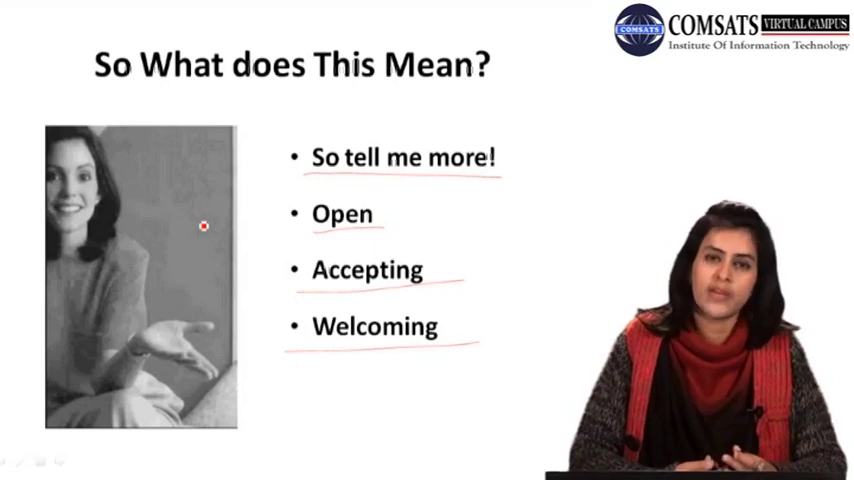 COMSATS VIRTUAL CAMPUS
Institute Of Information Technology
COMSATS
So What does This Mean?
• So tell me more!
• Open
• Accepting
• Welcoming